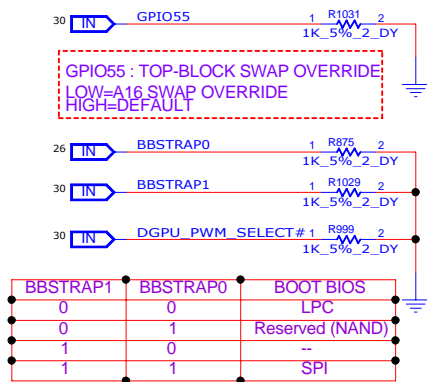 30 IN GPIO55 1 R1031 2
1K_5%_2_DY
GPIO55 : TOP-BLOCK SWAP OVERRIDE
LOW=A16 SWAP OVERRIDE
HIGH=DEFAULT
26 IN BBSTRAP0 1 R875 2
1K_5%_2_DY
30 IN BBSTRAP1 1 R1029 2
1K_5%_2_DY
30 IN DGPU_PWM_SELECT# 1 R999 2
1K_5%_2_DY
BBSTRAP1 BBSTRAP0 BOOT BIOS
0 0 LPC
0 1 Reserved (NAND)
1 0 --
1 1 SPI